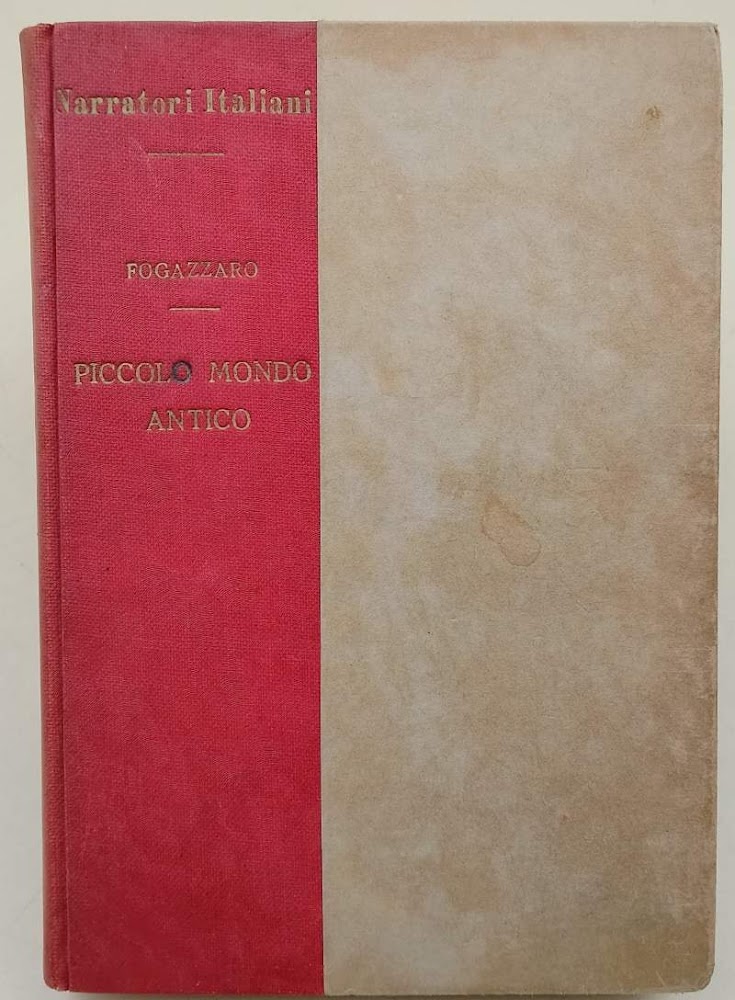 Narratori Italiani
FOGAZZARO
PICCOLO MONDO
ANTICO